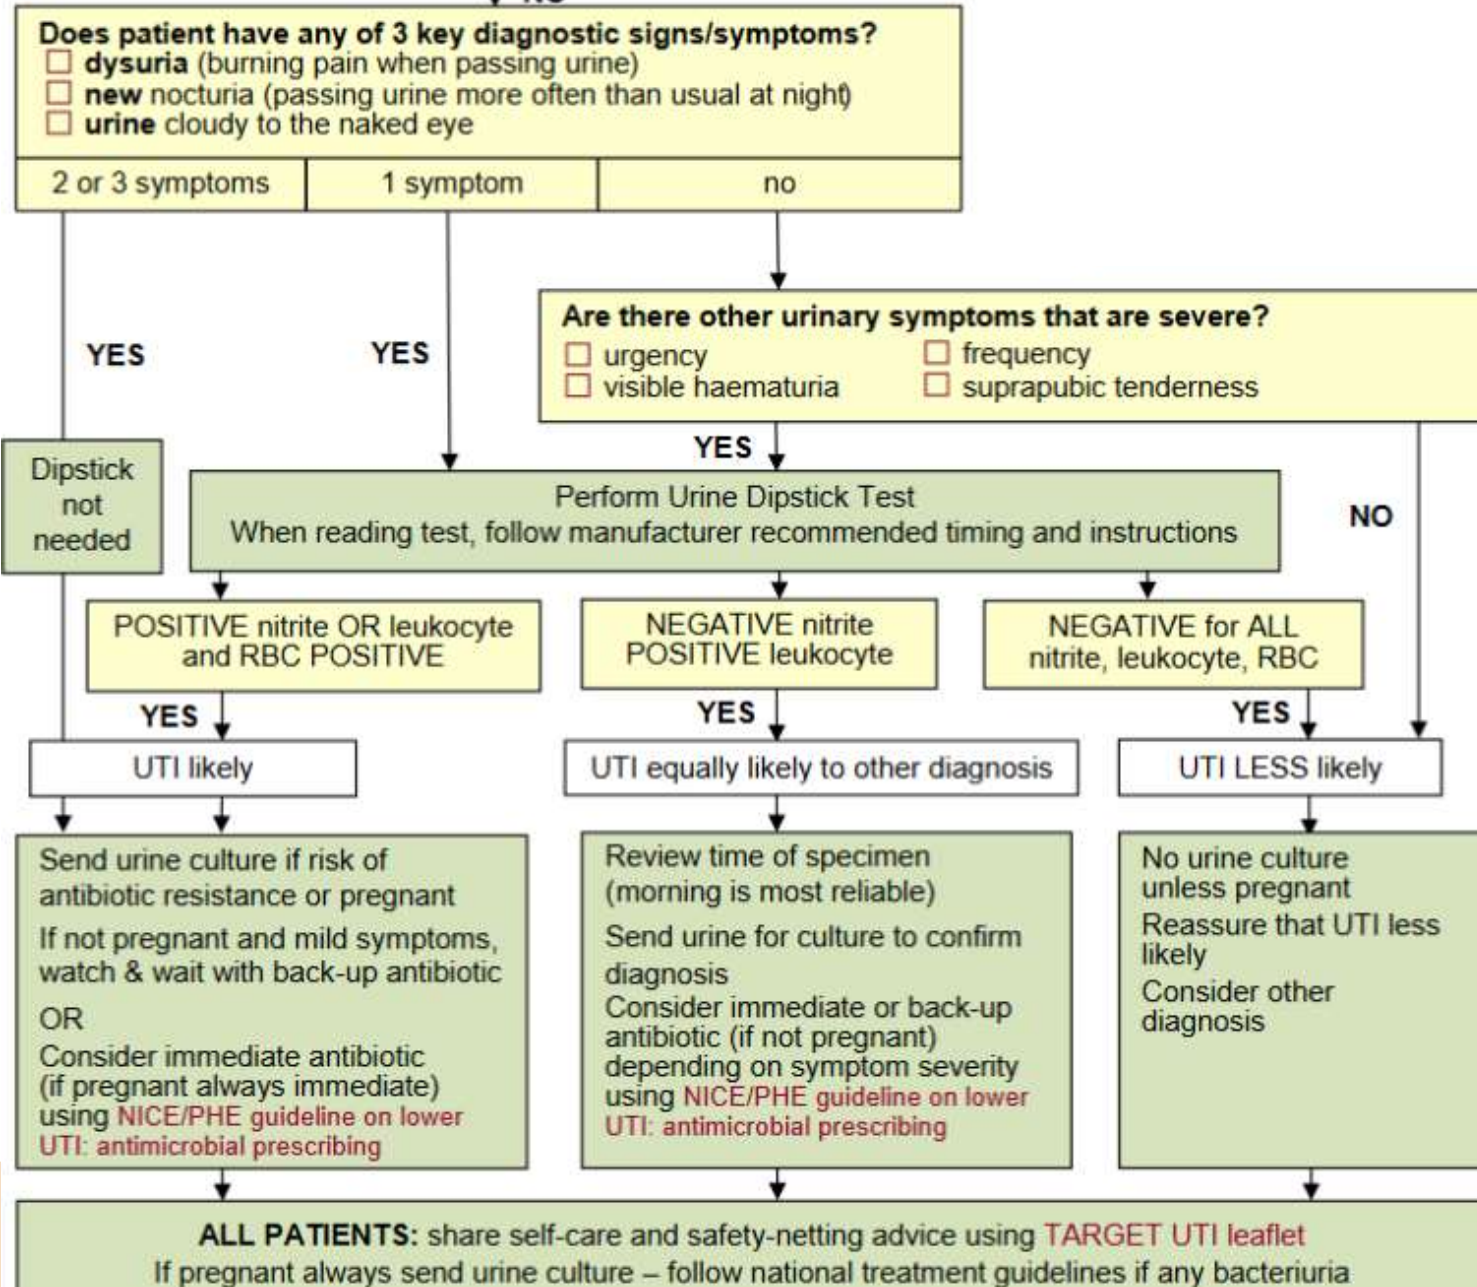 NO
Does patient have any of 3 key diagnostic signs/symptoms?
dysuria (burning pain when passing urine)
new nocturia (passing urine more often than usual at night)
urine cloudy to the naked eye
2 or 3 symptoms
1 symptom
no
Are there other urinary symptoms that are severe?
urgency
frequency
visible haematuria
suprapubic tenderness
YES
YES
YES
NO
Dipstick
not
needed
Perform Urine Dipstick Test
When reading test, follow manufacturer recommended timing and instructions
POSITIVE nitrite OR leukocyte
and RBC POSITIVE
NEGATIVE nitrite
POSITIVE leukocyte
NEGATIVE for ALL
nitrite, leukocyte, RBC
YES
YES
YES
UTI likely
UTI equally likely to other diagnosis
UTI LESS likely
Send urine culture if risk of
antibiotic resistance or pregnant
If not pregnant and mild symptoms,
watch & wait with back-up antibiotic
OR
Consider immediate antibiotic
(if pregnant always immediate)
using NICE/PHE guideline on lower
UTI: antimicrobial prescribing
Review time of specimen
(morning is most reliable)
Send urine for culture to confirm
diagnosis
Consider immediate or back-up
antibiotic (if not pregnant)
depending on symptom severity
using NICE/PHE guideline on lower
UTI: antimicrobial prescribing
No urine culture
unless pregnant
Reassure that UTI less
likely
Consider other
diagnosis
ALL PATIENTS: share self-care and safety-netting advice using TARGET UTI leaflet
If pregnant always send urine culture – follow national treatment guidelines if any bacteriuria